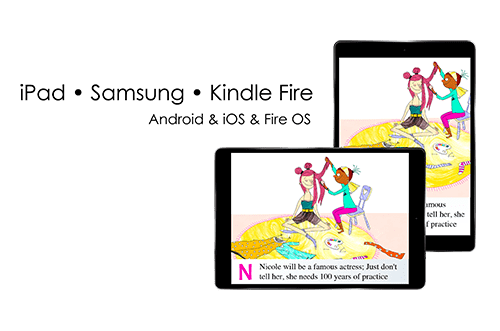 iPad • Samsung • Kindle Fire
Android & iOS & Fire OS
N
Nicole will be a famous actress; Just don't
tell her, she needs 100 years of practice
famous
tell her, she
of practice